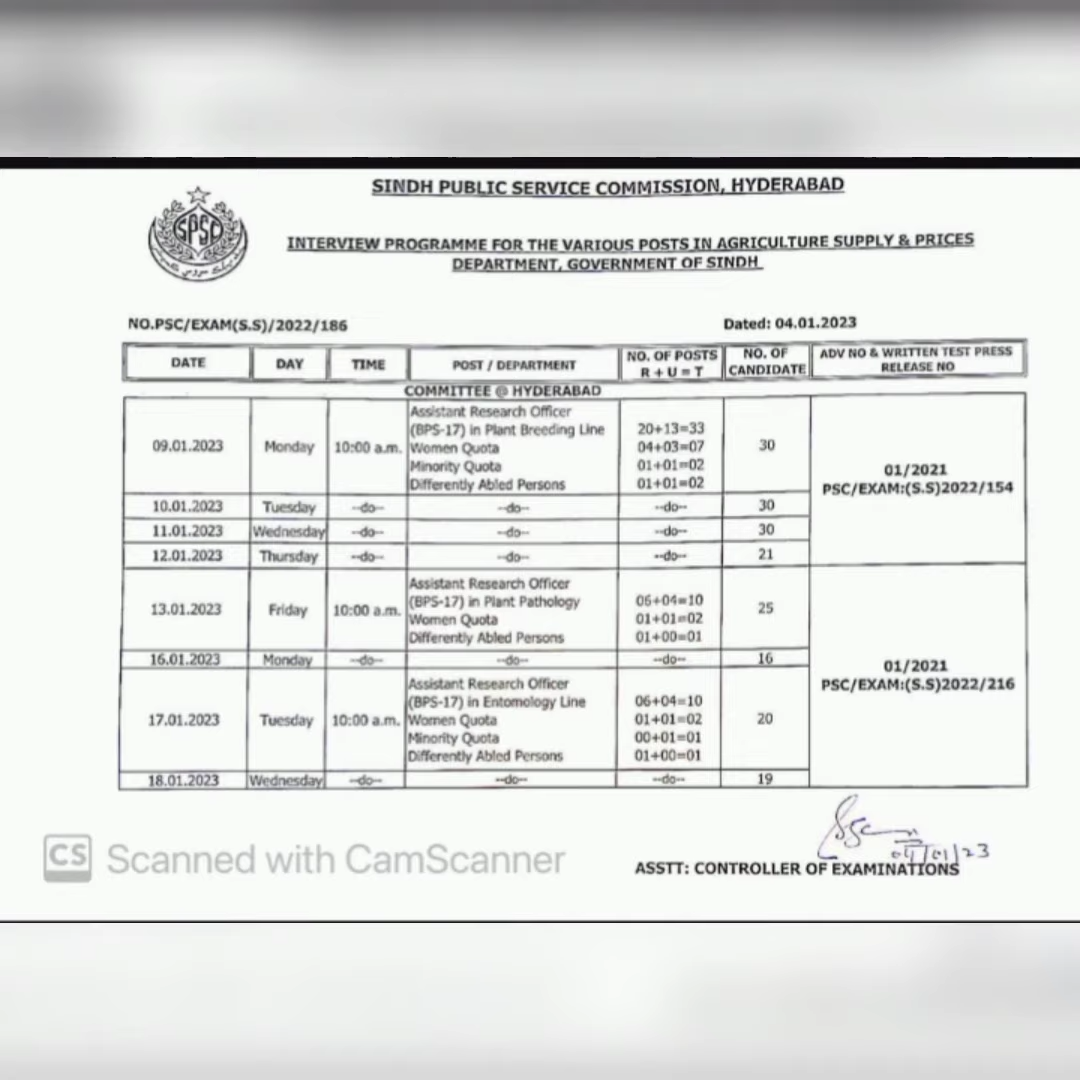 SINDH PUBLIC SERVICE COMMISSION, HYDERABAD
SPSC
INTERVIEW PROGRAMME FOR THE VARIOUS POSTS IN AGRICULTURE SUPPLY & PRICES
DEPARTMENT, GOVERNMENT OF SINDH
NO.PSC/EXAM(S.S)/2022/186
Dated: 04.01.2023
DATE DAY TIME POST / DEPARTMENT NO. OF POSTS R + U = T NO. OF CANDIDATE ADV NO & WRITTEN TEST PRESS RELEASE NO
COMMITTEE @ HYDERABAD
Assistant Research Officer
(BPS-17) in Plant Breeding Line 20+13=33
09.01.2023 Monday 10:00 a.m. Women Quota 04+03=07 30
Minority Quota 01+01=02
Differently Abled Persons 01+01=02
01/2021
PSC/EXAM:(S.S)2022/154
10.01.2023 Tuesday --do-- --do-- --do-- 30
11.01.2023 Wednesday --do-- --do-- --do-- 30
12.01.2023 Thursday --do-- --do-- --do-- 21
Assistant Research Officer
(BPS-17) in Plant Pathology 06+04=10
13.01.2023 Friday 10:00 a.m. Women Quota 01+01=02 25
Differently Abled Persons 01+00=01
16.01.2023 Monday --do-- --do-- --do-- 16
01/2021
PSC/EXAM:(S.S)2022/216
Assistant Research Officer
(BPS-17) in Entomology Line 06+04=10
17.01.2023 Tuesday 10:00 a.m. Women Quota 01+01=02 20
Minority Quota 00+01=01
Differently Abled Persons 01+00=01
18.01.2023 Wednesday --do-- --do-- --do-- 19
04/01/23
ASSTT: CONTROLLER OF EXAMINATIONS
CS Scanned with CamScanner